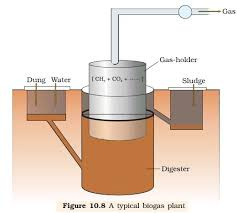 Gas
Gas-holder
[ CH₄ + CO₂ + ...... ]
Dung Water
Sludge
Digester
Figure 10.8 A typical biogas plant